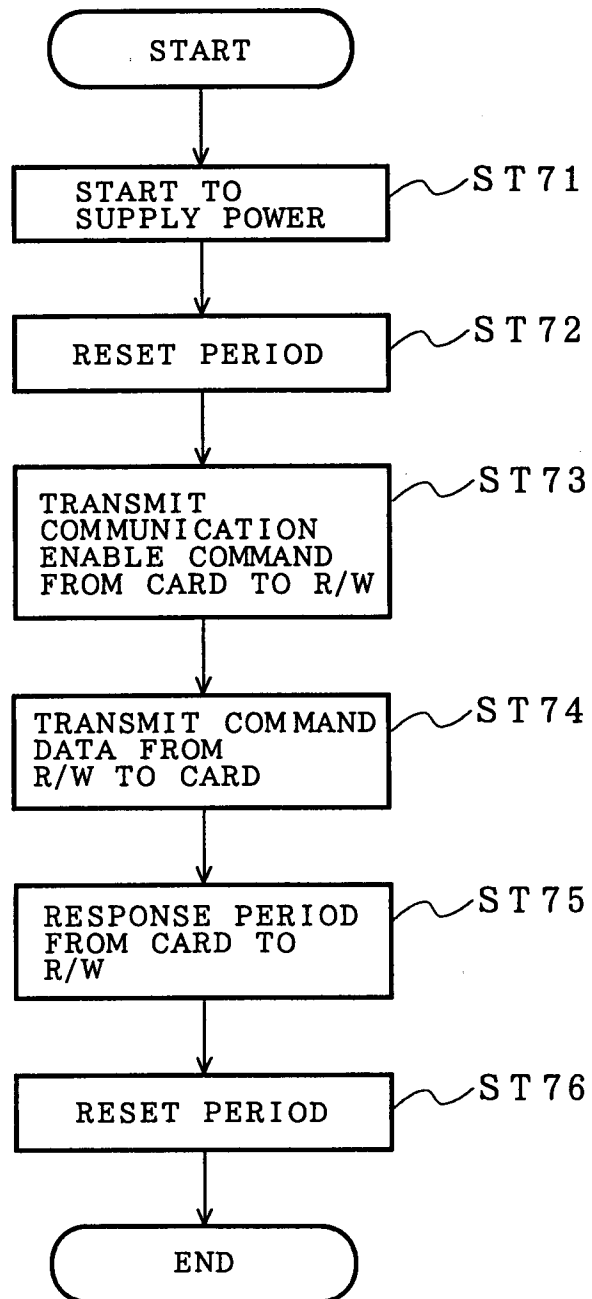 START
START TO
SUPPLY POWER
ST71
RESET PERIOD
ST72
TRANSMIT
COMMUNICATION
ENABLE COMMAND
FROM CARD TO R/W
ST73
TRANSMIT COMMAND
DATA FROM
R/W TO CARD
ST74
RESPONSE PERIOD
FROM CARD TO
R/W
ST75
RESET PERIOD
ST76
END